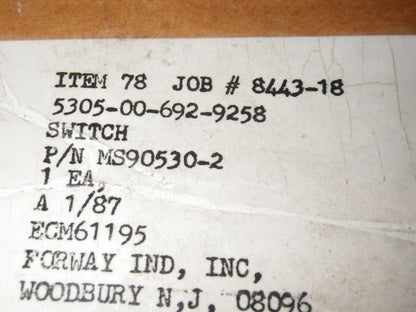 ITEM 78 JOB # 8443-18
5305-00-692-9258
SWITCH
P/N MS90530-2
1 EA,
A 1/87
ECM61195
FORWAY IND, INC,
WOODBURY N,J, 08096